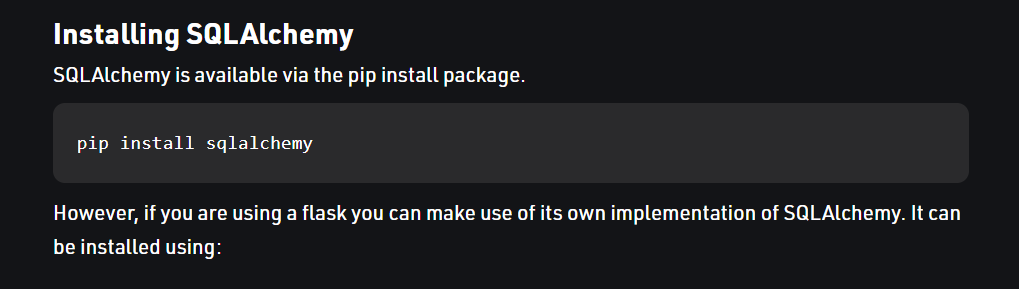 Installing SQLAlchemy
SQLAlchemy is available via the pip install package.
pip install sqlalchemy
However, if you are using a flask you can make use of its own implementation of SQLAlchemy. It can
be installed using: